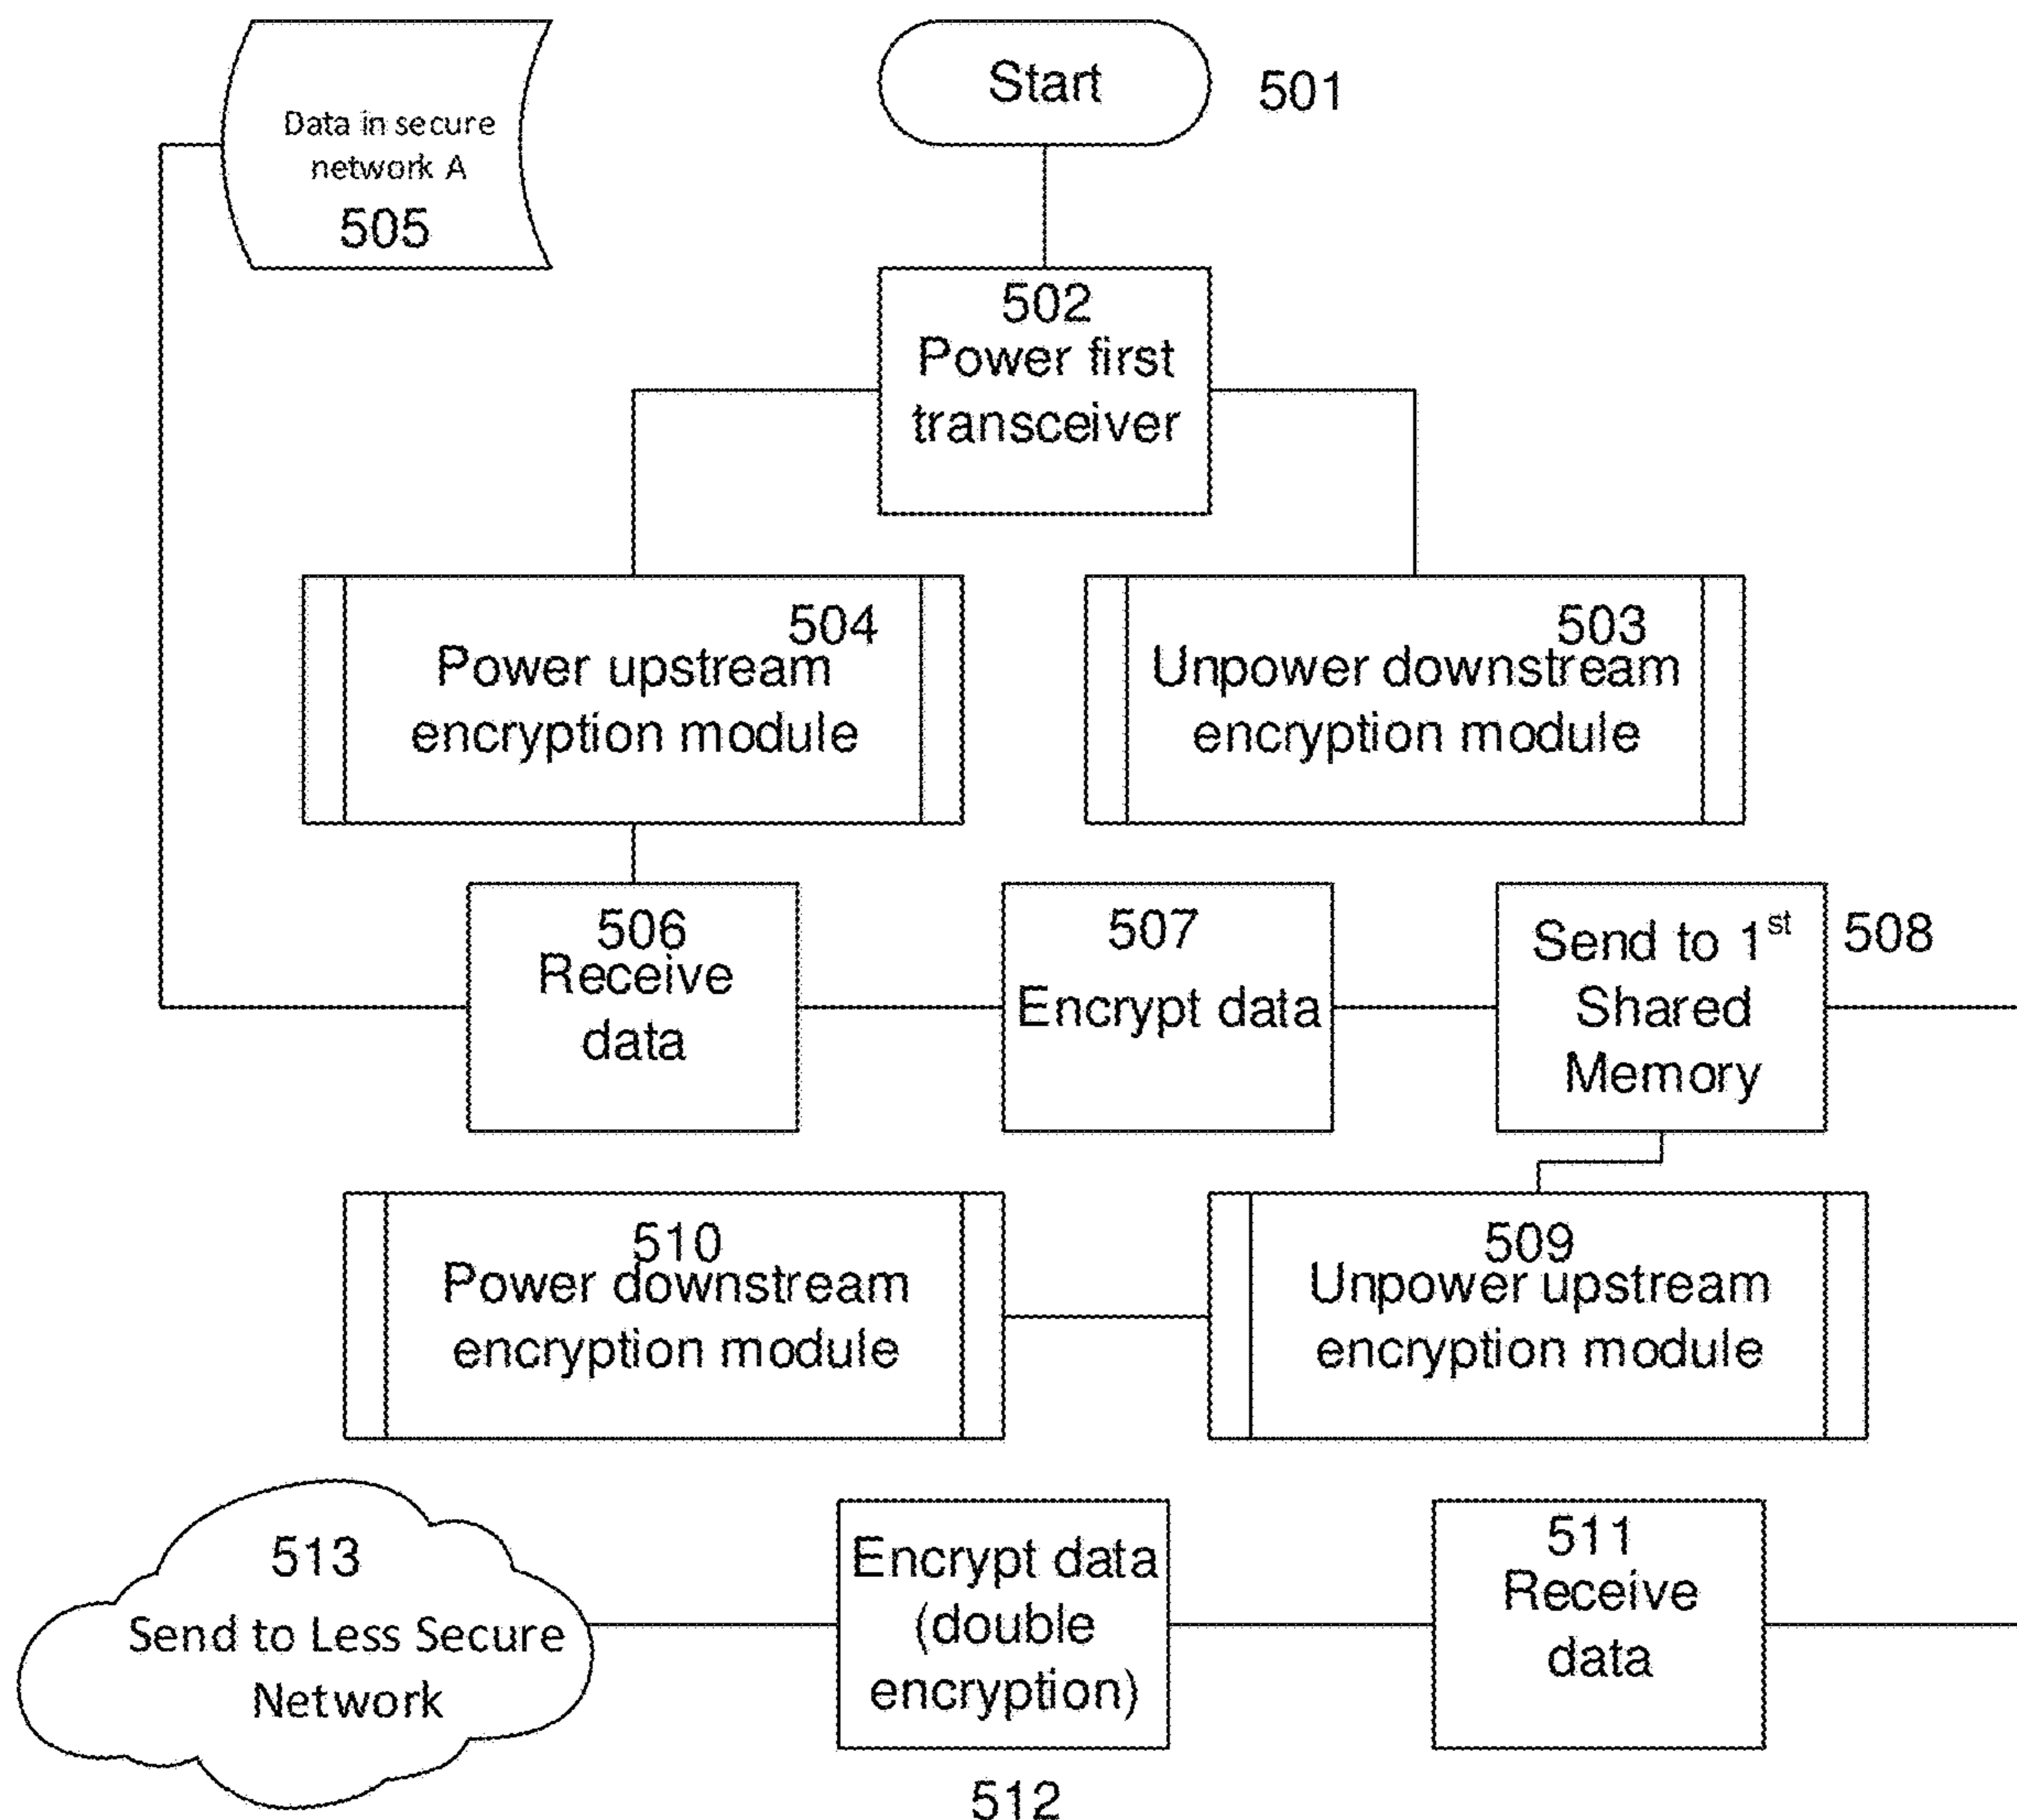 Start
501
Data in secure
network A
505
502
Power first
transceiver
504
Power upstream
encryption module
503
Unpower downstream
encryption module
506
Receive
data
507
Encrypt data
Send to 1st
Shared
Memory
508
510
Power downstream
encryption module
509
Unpower upstream
encryption module
513
Send to Less Secure
Network
Encrypt data
(double
encryption)
512
511
Receive
data